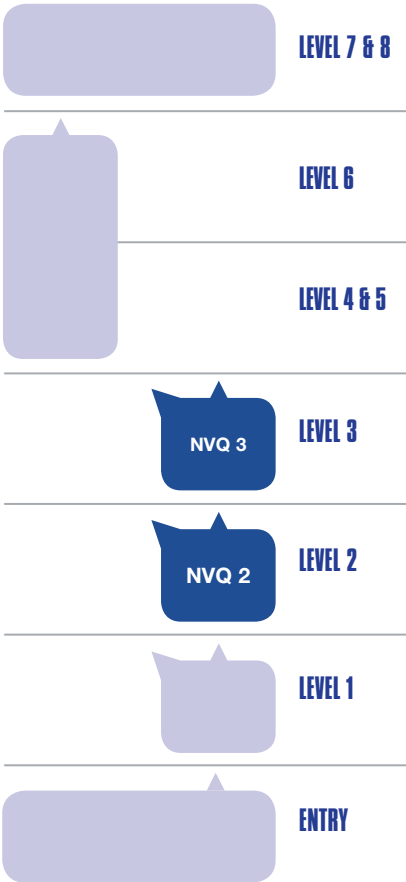 LEVEL 7 & 8
LEVEL 6
LEVEL 4 & 5
NVQ 3
LEVEL 3
NVQ 2
LEVEL 2
LEVEL 1
ENTRY